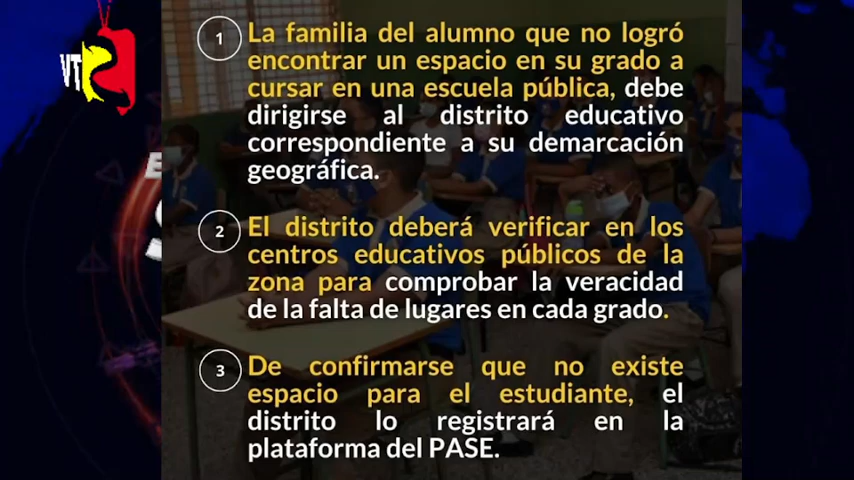 VT
1
La familia del alumno que no logró
encontrar un espacio en su grado a
cursar en una escuela pública, debe
dirigirse al distrito educativo
correspondiente a su demarcación
geográfica.
2
El distrito deberá verificar en los
centros educativos públicos de la
zona para comprobar la veracidad
de la falta de lugares en cada grado.
3
De confirmarse que no existe
espacio para el estudiante, el
distrito lo registrará en la
plataforma del PASE.